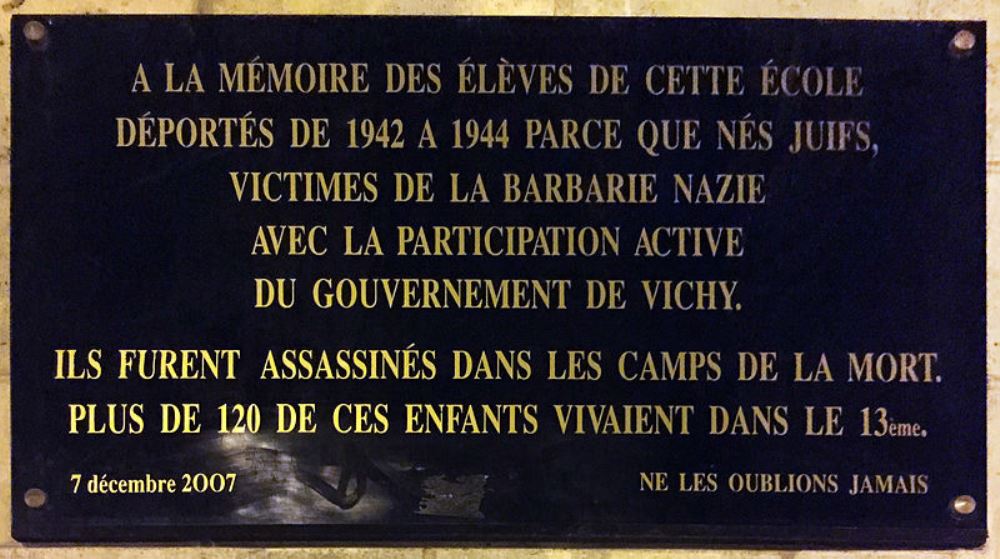 A LA MÉMOIRE DES ÉLÈVES DE CETTE ÉCOLE
DÉPORTÉS DE 1942 A 1944 PARCE QUE NÉS JUIFS,
VICTIMES DE LA BARBARIE NAZIE
AVEC LA PARTICIPATION ACTIVE
DU GOUVERNEMENT DE VICHY.
ILS FURENT ASSASSINÉS DANS LES CAMPS DE LA MORT.
PLUS DE 120 DE CES ENFANTS VIVAIENT DANS LE 13ème.
7 décembre 2007
NE LES OUBLIONS JAMAIS